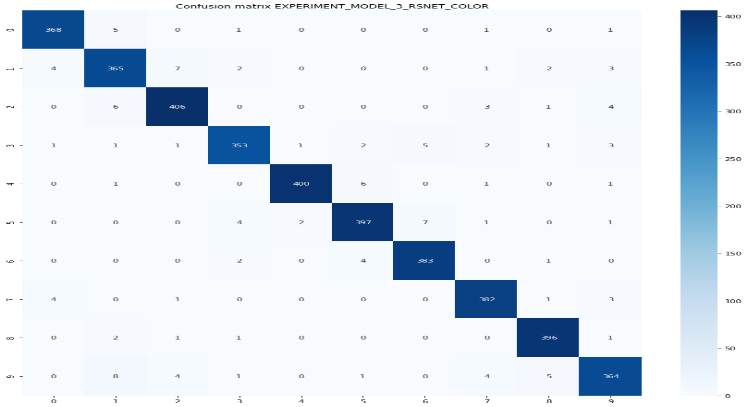 Confusion matrix EXPERIMENT_MODEL_3_RSNET_COLOR
0 368 5 0 1 0 0 0 1 0 1
1 4 365 7 2 0 0 0 1 2 3
2 0 6 406 0 0 0 0 3 1 4
3 1 1 1 353 1 2 5 2 1 3
4 0 1 0 0 400 6 0 1 0 1
5 0 0 0 4 2 397 7 1 0 1
6 0 0 0 2 0 4 383 0 1 0
7 4 0 1 0 0 0 0 382 1 3
8 0 2 1 1 0 0 0 0 396 1
9 0 8 4 1 0 1 0 4 5 364
0 1 2 3 4 5 6 7 8 9
400
350
300
250
200
150
100
50
0